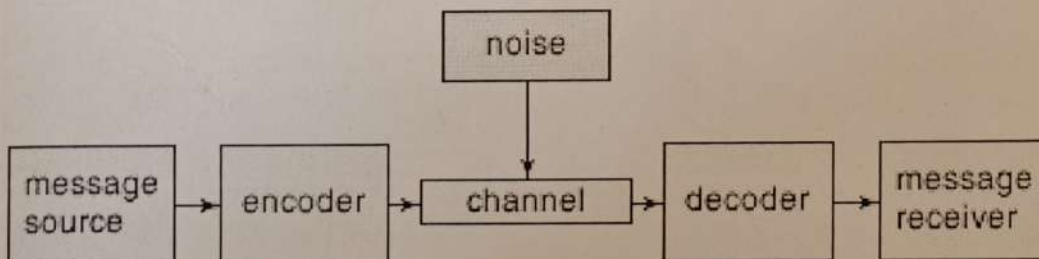 noise
message
source
encoder
channel
decoder
message
receiver